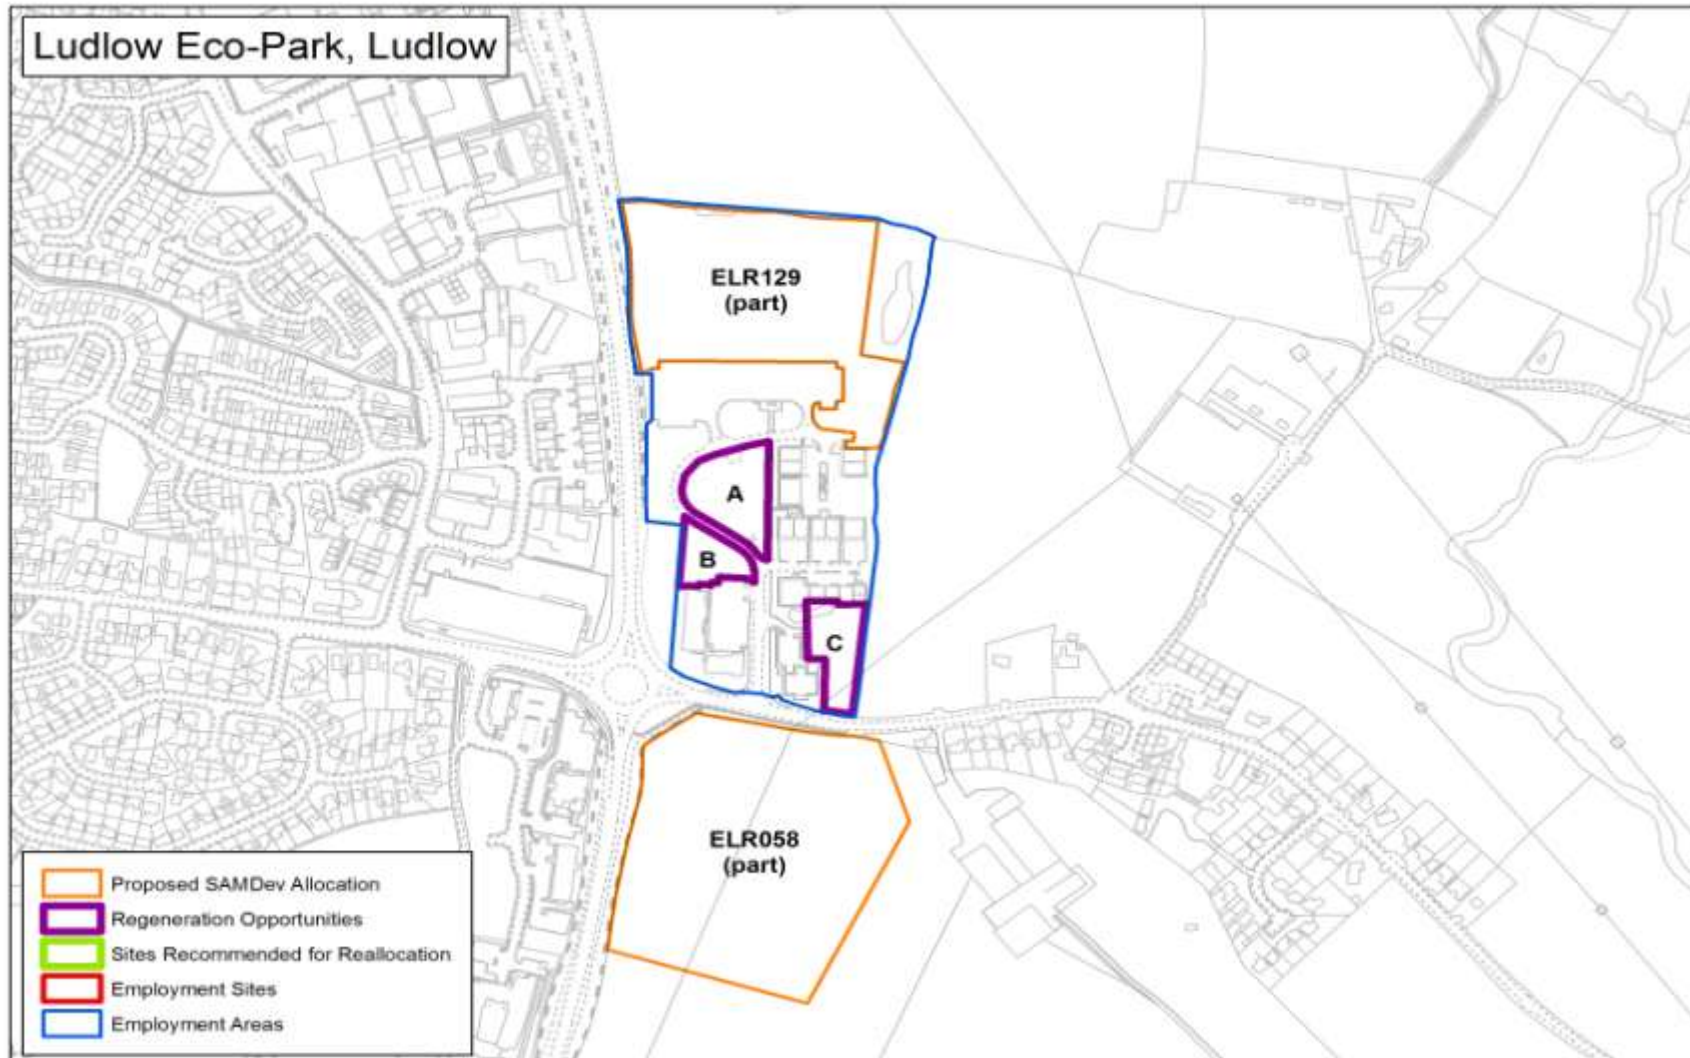 Ludlow Eco-Park, Ludlow
ELR129
(part)
A
B
C
ELR058
(part)
Proposed SAMDev Allocation
Regeneration Opportunities
Sites Recommended for Reallocation
Employment Sites
Employment Areas